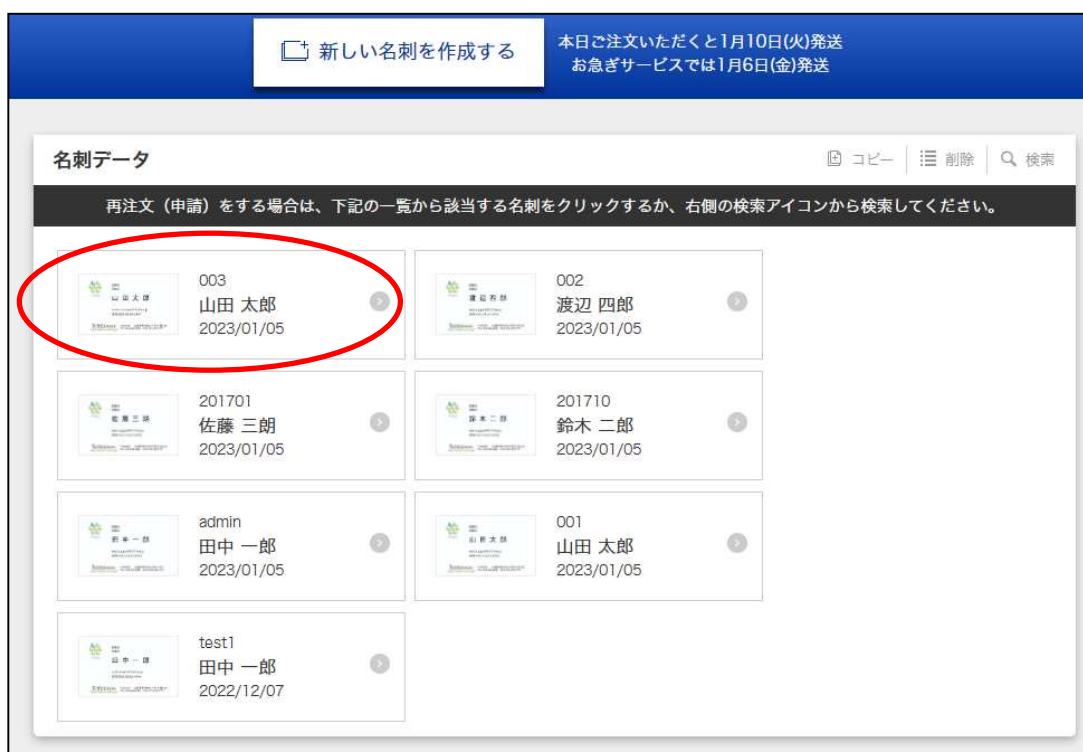 新しい名刺を作成する
本日ご注文いただくと1月10日(火)発送
お急ぎサービスでは1月6日(金)発送
名刺データ
コピー
削除
検索
再注文（申請）をする場合は、下記の一覧から該当する名刺をクリックするか、右側の検索アイコンから検索してください。
003
山田 太郎
2023/01/05
002
渡辺 四郎
2023/01/05
201701
佐藤 三朗
2023/01/05
201710
鈴木 二郎
2023/01/05
admin
田中 一郎
2023/01/05
001
山田 太郎
2023/01/05
test1
田中 一郎
2022/12/07